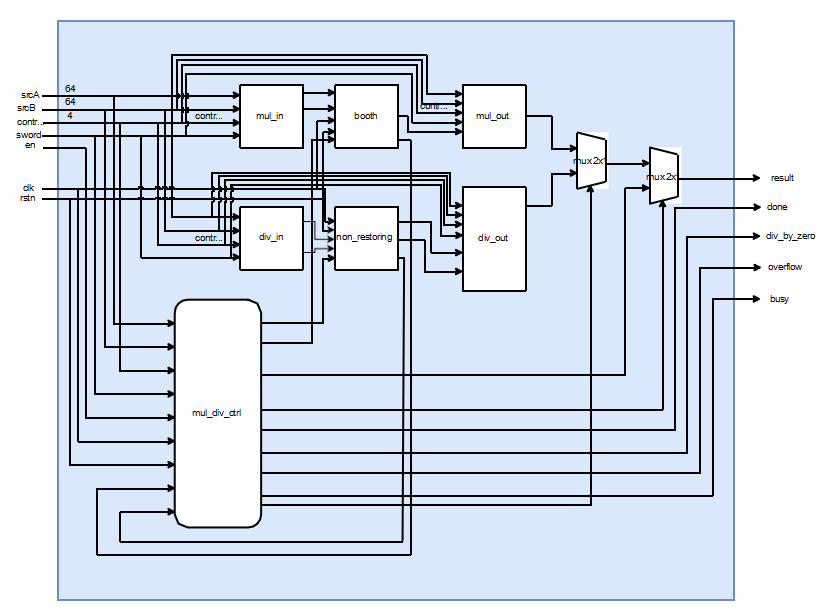 64
srcA
64
srcB
4
contr...
sword
en
clk
rstn
contr...
mul_in
booth
contr...
mul_out
mux2x1
mux2x1
result
done
div_by_zero
overflow
busy
contr...
div_in
non_restoring
div_out
mul_div_ctrl